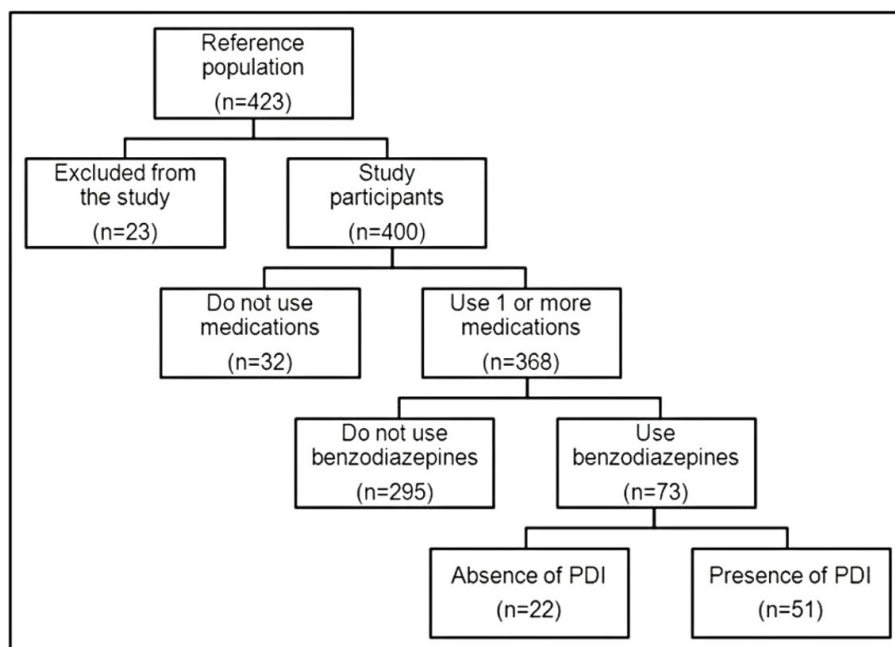 Reference
population
(n=423)
Excluded from
the study
(n=23)
Study
participants
(n=400)
Do not use
medications
(n=32)
Use 1 or more
medications
(n=368)
Do not use
benzodiazepines
(n=295)
Use
benzodiazepines
(n=73)
Absence of PDI
(n=22)
Presence of PDI
(n=51)